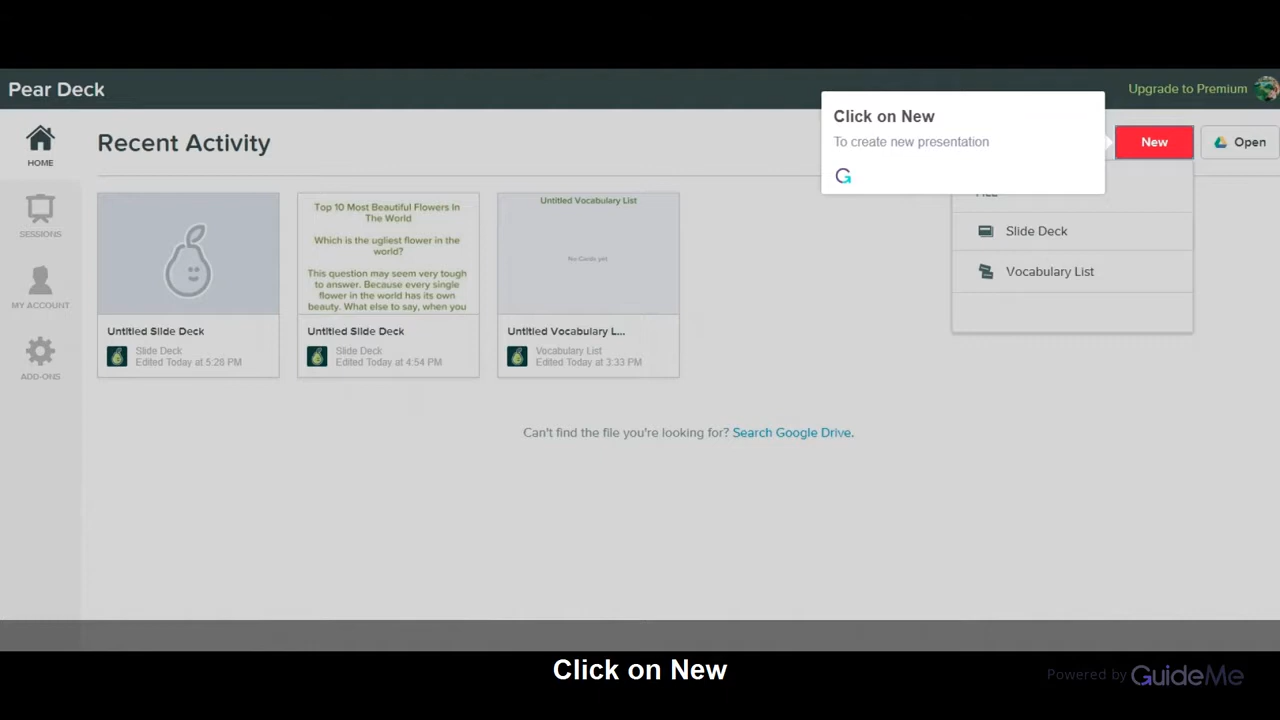 Pear Deck
Upgrade to Premium
Click on New
To create new presentation
New
Open
HOME
Recent Activity
SESSIONS
MY ACCOUNT
ADD-ONS
Slide Deck
Vocabulary List
Top 10 Most Beautiful Flowers In
The World
Which is the ugliest flower in the
world?
This question may seem very tough
to answer. Because every single
flower in the world has its own
beauty. What else to say, when you
Untitled Vocabulary List
No Cards yet
Untitled Slide Deck
Slide Deck
Edited Today at 5:28 PM
Untitled Slide Deck
Slide Deck
Edited Today at 4:54 PM
Untitled Vocabulary L...
Vocabulary List
Edited Today at 3:33 PM
Can't find the file you're looking for? Search Google Drive.
Click on New
Powered by GuideMe